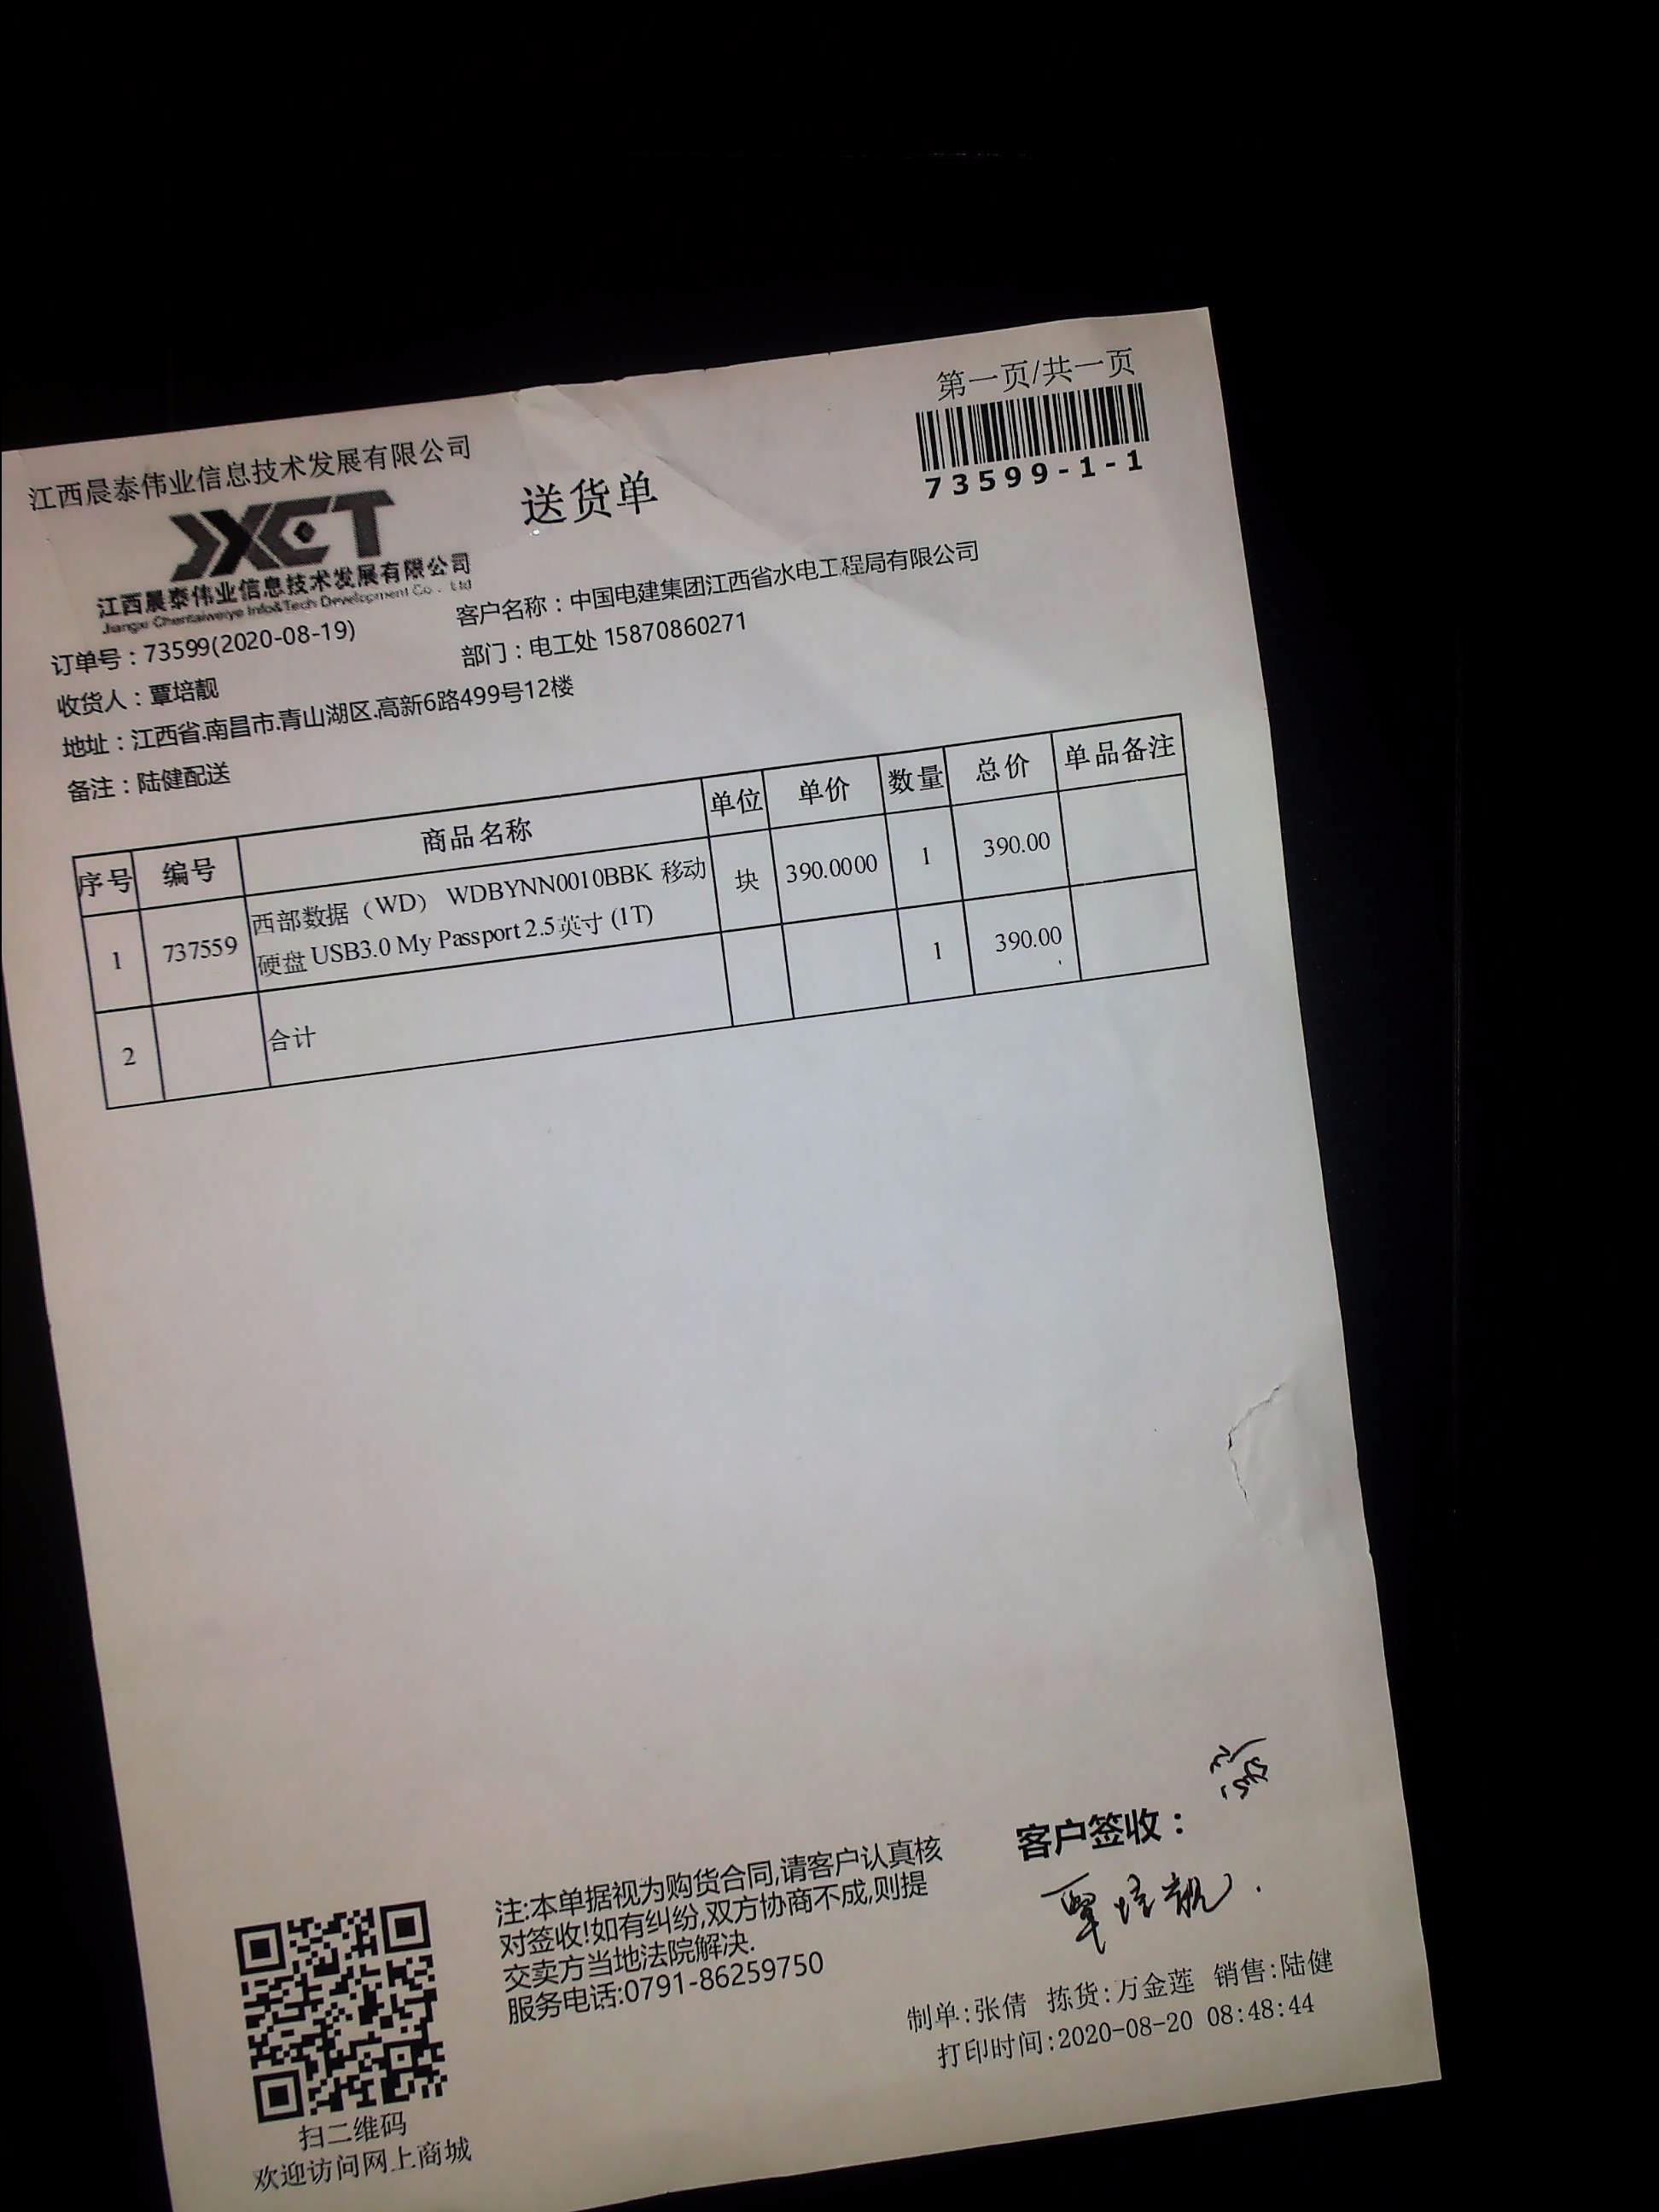 第一页/共一页
73599-1-1
江西晨泰伟业信息技术发展有限公司
送货单
JXCT
江西晨泰伟业信息技术发展有限公司
Jiangxi Chentaiweiye Info&Tech Development Co., Ltd
订单号：73599(2020-08-19)
客户名称：中国电建集团江西省水电工程局有限公司
收货人：覃培靓
部门：电工处 15870860271
地址：江西省.南昌市.青山湖区.高新6路499号12楼
备注：陆健配送
序号 编号 商品名称 单位 单价 数量 总价 单品备注
1 737559 西部数据（WD） WDBYNN0010BBK 移动 块 390.0000 1 390.00
硬盘 USB3.0 My Passport 2.5英寸 (1T)
2 合计 1 390.00
客户签收：
覃培靓.
注:本单据视为购货合同,请客户认真核
对签收!如有纠纷,双方协商不成,则提
交卖方当地法院解决.
服务电话:0791-86259750
制单:张倩 拣货:万金莲 销售:陆健
打印时间:2020-08-20 08:48:44
扫二维码
欢迎访问网上商城